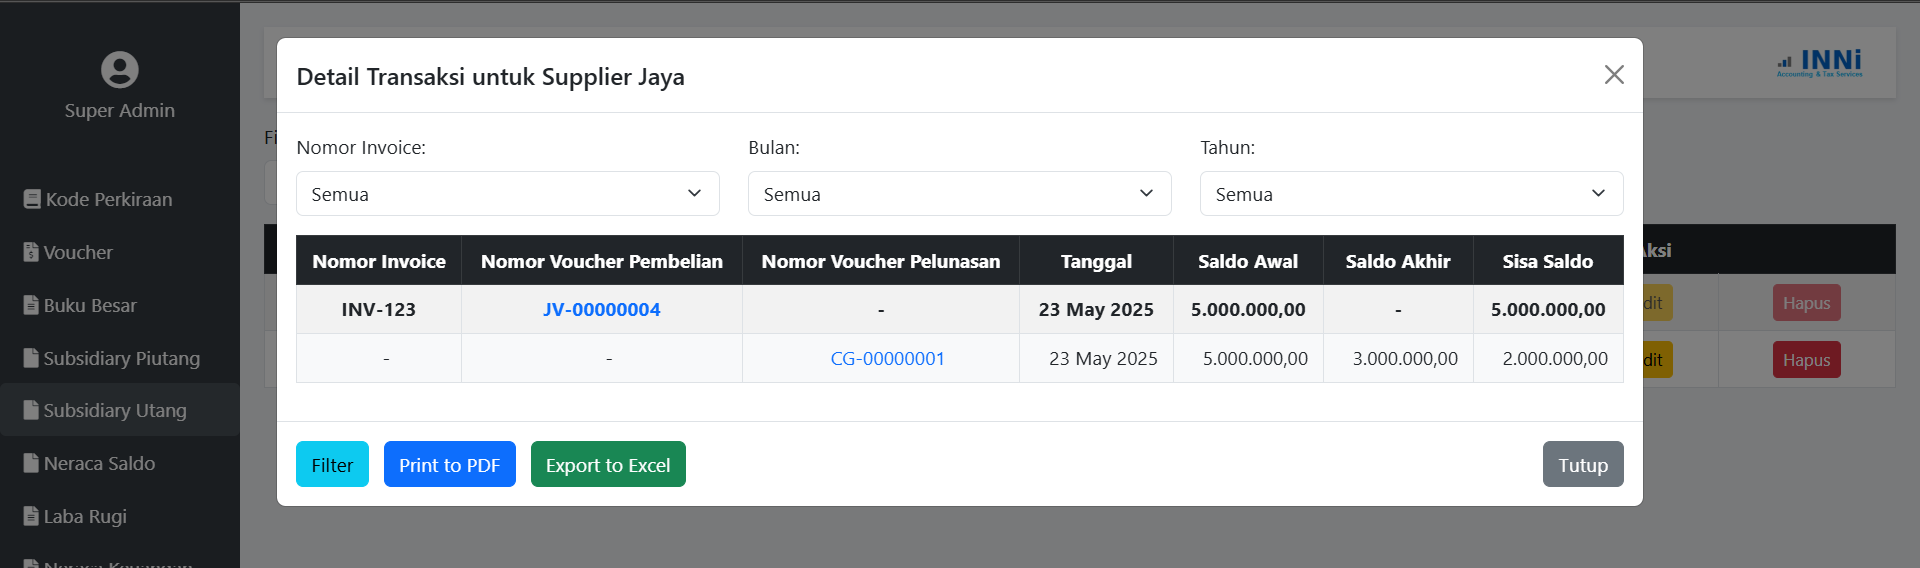 Super Admin
Kode Perkiraan
Voucher
Buku Besar
Subsidiary Piutang
Subsidiary Utang
Neraca Saldo
Laba Rugi
Neraca Keuangan
INNi
Accounting & Tax Services
Detail Transaksi untuk Supplier Jaya
Nomor Invoice: Bulan: Tahun:
Semua Semua Semua
Nomor Invoice Nomor Voucher Pembelian Nomor Voucher Pelunasan Tanggal Saldo Awal Saldo Akhir Sisa Saldo
INV-123 JV-00000004 - 23 May 2025 5.000.000,00 - 5.000.000,00
- - CG-00000001 23 May 2025 5.000.000,00 3.000.000,00 2.000.000,00
Filter Print to PDF Export to Excel Tutup
Fi
Aksi
dit Hapus
dit Hapus